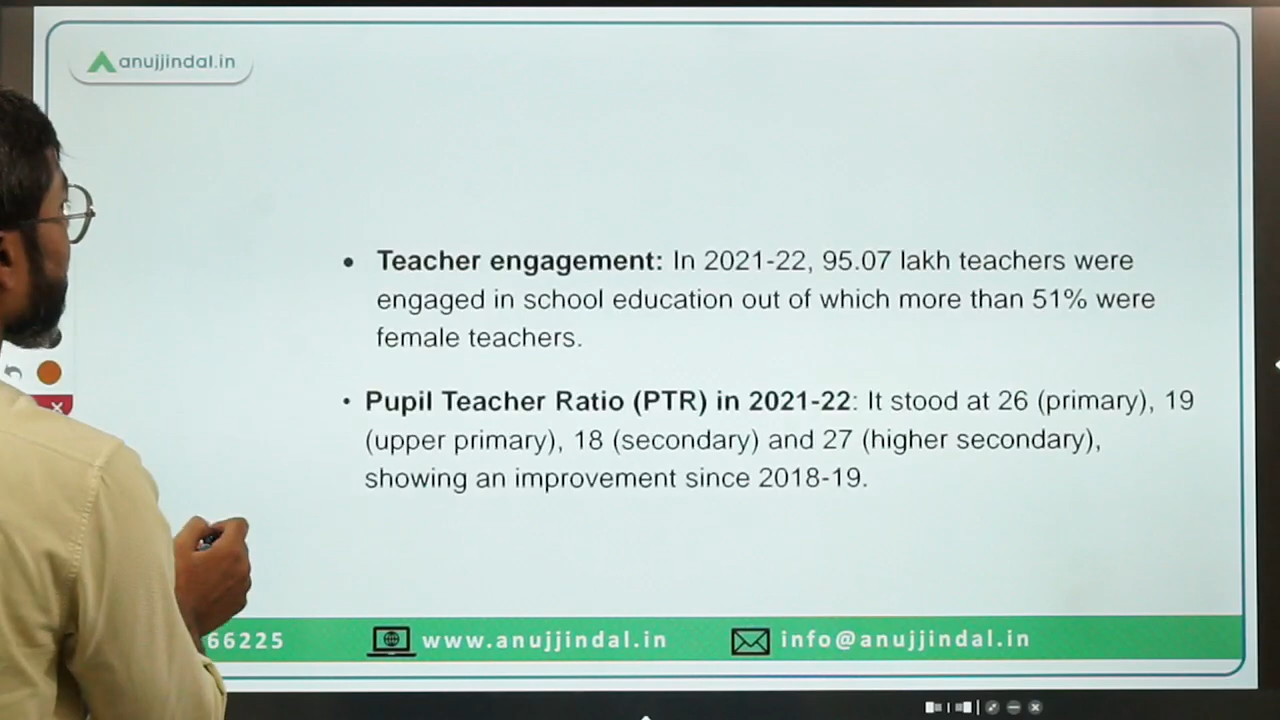 anujjindal.in
• Teacher engagement: In 2021-22, 95.07 lakh teachers were
engaged in school education out of which more than 51% were
female teachers.
• Pupil Teacher Ratio (PTR) in 2021-22: It stood at 26 (primary), 19
(upper primary), 18 (secondary) and 27 (higher secondary),
showing an improvement since 2018-19.
66225 www.anujjindal.in info@anujjindal.in